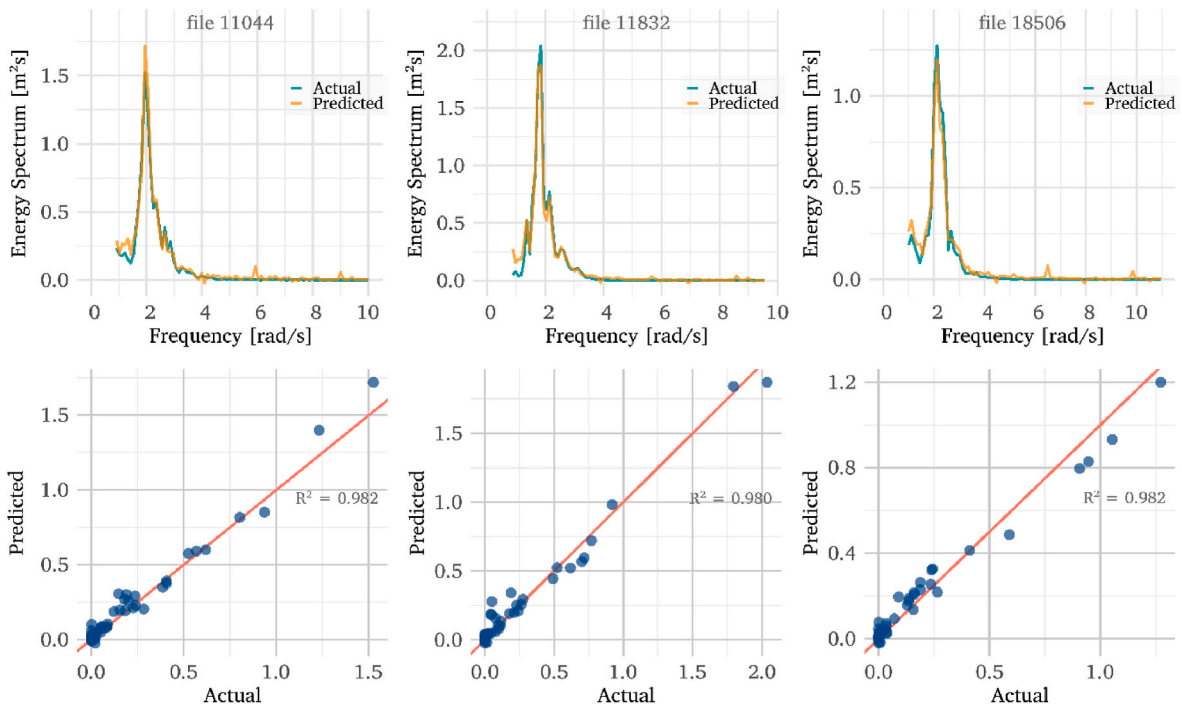 file 11044
Energy Spectrum [m²s]
1.5
1.0
0.5
0.0
Actual
Predicted
0 2 4 6 8 10
Frequency [rad/s]
file 11832
Energy Spectrum [m²s]
2.0
1.5
1.0
0.5
0.0
Actual
Predicted
0 2 4 6 8 10
Frequency [rad/s]
file 18506
Energy Spectrum [m²s]
1.0
0.5
0.0
Actual
Predicted
0 2 4 6 8 10
Frequency [rad/s]
Predicted
1.5
1.0
0.5
0.0
R² = 0.982
0.0 0.5 1.0 1.5
Actual
Predicted
1.5
1.0
0.5
0.0
R² = 0.980
0.0 0.5 1.0 1.5 2.0
Actual
Predicted
1.2
0.8
0.4
0.0
R² = 0.982
0.0 0.5 1.0
Actual